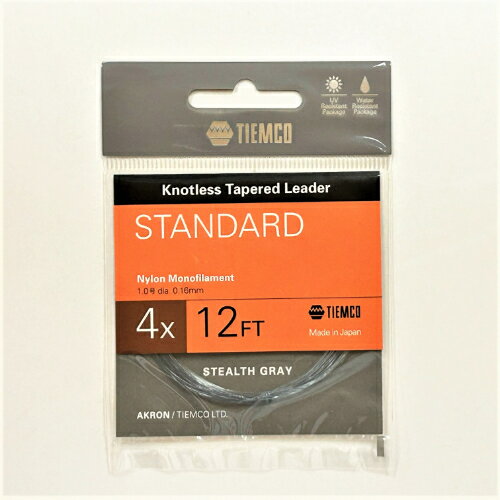 UV
Resistant
Package
Water
Resistant
Package
TIEMCO
Knotless Tapered Leader
STANDARD
Nylon Monofilament
1.0号 dia. 0.16mm
4x 12FT
TIEMCO
Made in Japan
STEALTH GRAY
AKRON / TIEMCO LTD.